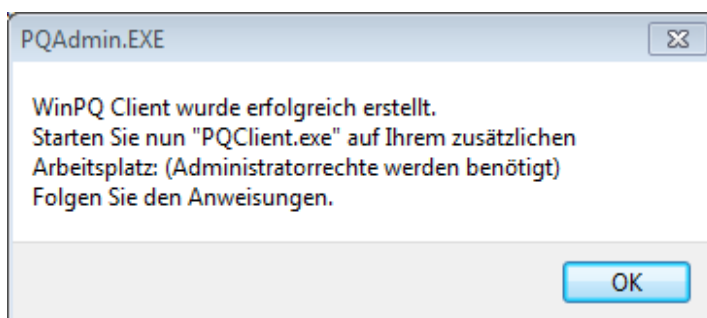 PQAdmin.EXE
WinPQ Client wurde erfolgreich erstellt.
Starten Sie nun "PQClient.exe" auf Ihrem zusätzlichen
Arbeitsplatz: (Administratorrechte werden benötigt)
Folgen Sie den Anweisungen.
OK